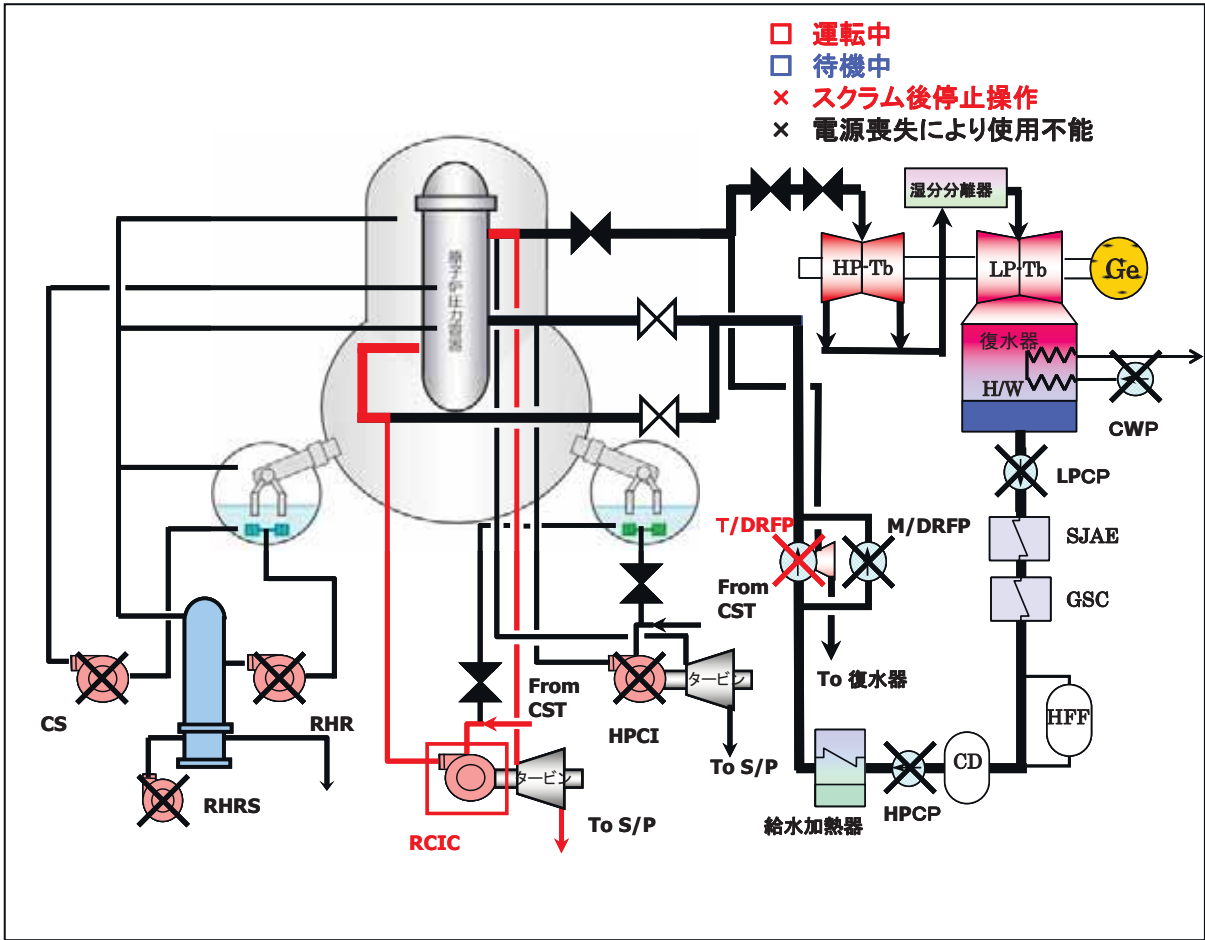 運転中
待機中
スクラム後停止操作
電源喪失により使用不能
湿分分離器
原子炉圧力容器
HP-Tb
LP-Tb
Ge
復水器
H/W
CWP
LPCP
T/DRFP
M/DRFP
SJAE
From
CST
GSC
タービン
To 復水器
From
CST
CS
RHR
HPCI
HFF
タービン
To S/P
CD
RHRS
HPCP
To S/P
給水加熱器
RCIC